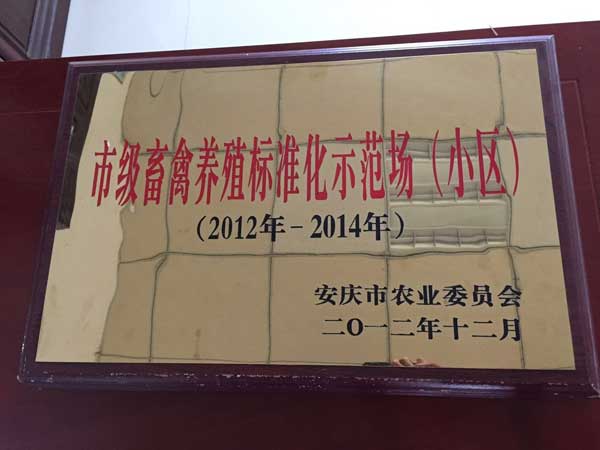 市级畜禽养殖标准化示范场（小区）
（2012年－2014年）
安庆市农业委员会
二〇一二年十二月